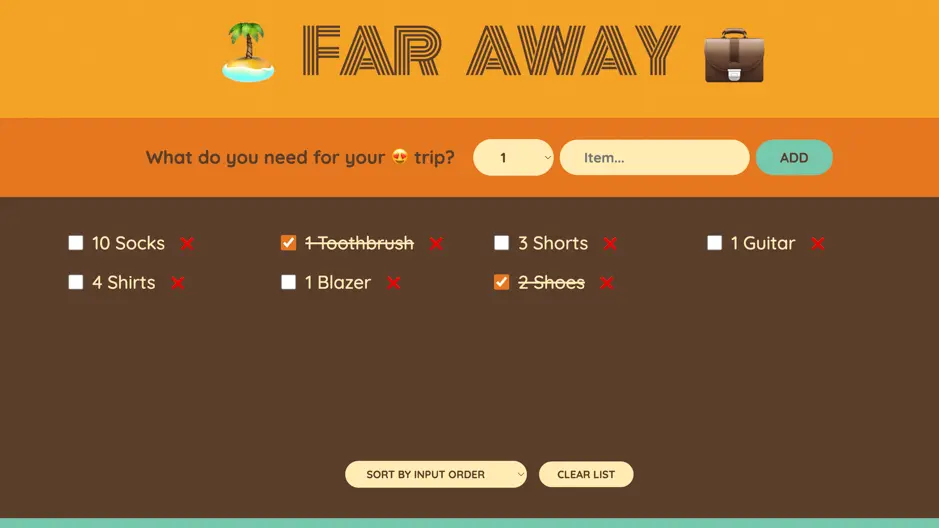 FAR AWAY
What do you need for your 😍 trip? 1 Item... ADD
10 Socks ❌ 1 Toothbrush ❌ 3 Shorts ❌ 1 Guitar ❌
4 Shirts ❌ 1 Blazer ❌ 2 Shoes ❌
SORT BY INPUT ORDER CLEAR LIST